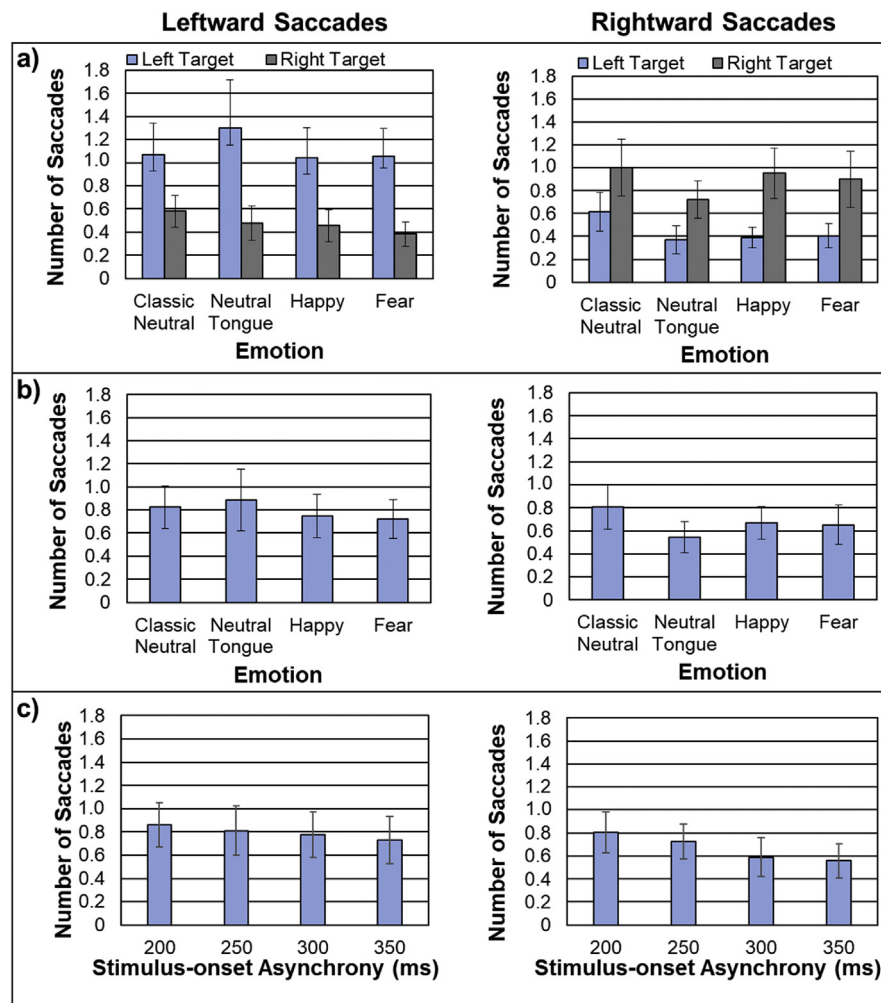 Leftward Saccades Rightward Saccades
a)
Left Target Right Target
Number of Saccades
1.8
1.6
1.4
1.2
1.0
0.8
0.6
0.4
0.2
0
Classic Neutral Happy Fear
Neutral Tongue
Emotion
Left Target Right Target
Number of Saccades
1.8
1.6
1.4
1.2
1.0
0.8
0.6
0.4
0.2
0
Classic Neutral Happy Fear
Neutral Tongue
Emotion
b)
Number of Saccades
1.8
1.6
1.4
1.2
1.0
0.8
0.6
0.4
0.2
0
Classic Neutral Happy Fear
Neutral Tongue
Emotion
Number of Saccades
1.8
1.6
1.4
1.2
1.0
0.8
0.6
0.4
0.2
0
Classic Neutral Happy Fear
Neutral Tongue
Emotion
c)
Number of Saccades
1.8
1.6
1.4
1.2
1.0
0.8
0.6
0.4
0.2
0
200 250 300 350
Stimulus-onset Asynchrony (ms)
Number of Saccades
1.8
1.6
1.4
1.2
1.0
0.8
0.6
0.4
0.2
0
200 250 300 350
Stimulus-onset Asynchrony (ms)